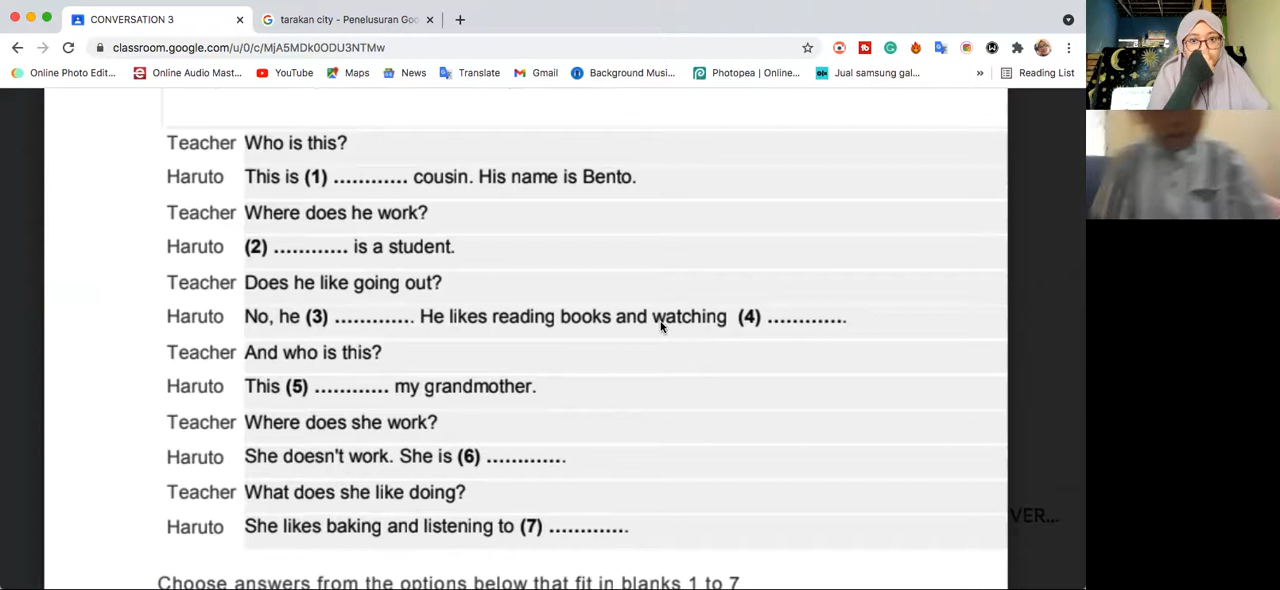 CONVERSATION 3
tarakan city - Penelusuran Goo
classroom.google.com/u/0/c/MjA5MDk0ODU3NTMw
Online Photo Edit... Online Audio Mast... YouTube Maps News Translate Gmail Background Musi... Photopea | Online... Jual samsung gal... » Reading List
Teacher Who is this?
Haruto This is (1) ............ cousin. His name is Bento.
Teacher Where does he work?
Haruto (2) ............ is a student.
Teacher Does he like going out?
Haruto No, he (3) ............. He likes reading books and watching (4) .............
Teacher And who is this?
Haruto This (5) ............ my grandmother.
Teacher Where does she work?
Haruto She doesn't work. She is (6) .............
Teacher What does she like doing?
Haruto She likes baking and listening to (7) .............
VER...
Choose answers from the options below that fit in blanks 1 to 7